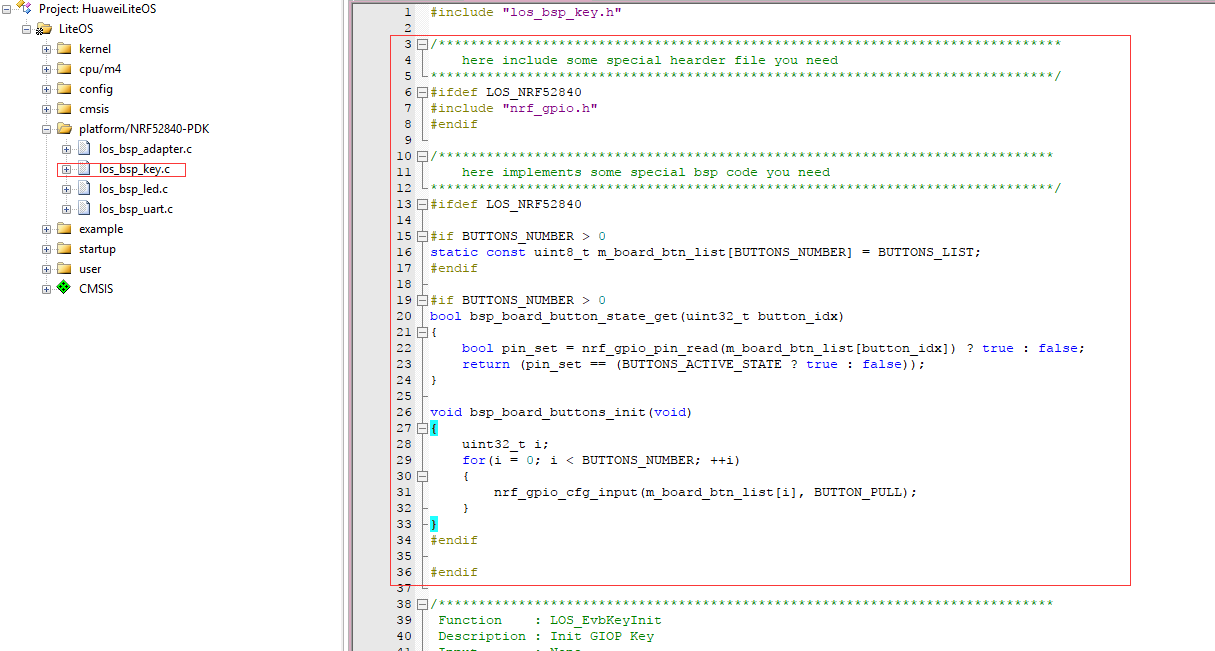 Project: HuaweiLiteOS
LiteOS
kernel
cpu/m4
config
cmsis
platform/NRF52840-PDK
los_bsp_adapter.c
los_bsp_key.c
los_bsp_led.c
los_bsp_uart.c
example
startup
user
CMSIS
1 #include "los_bsp_key.h"
2
3 /******************************************************************************
4 here include some special hearder file you need
5 ******************************************************************************/
6 #ifdef LOS_NRF52840
7 #include "nrf_gpio.h"
8 #endif
9
10 /*****************************************************************************
11 here implements some special bsp code you need
12 ******************************************************************************/
13 #ifdef LOS_NRF52840
14
15 #if BUTTONS_NUMBER > 0
16 static const uint8_t m_board_btn_list[BUTTONS_NUMBER] = BUTTONS_LIST;
17 #endif
18
19 #if BUTTONS_NUMBER > 0
20 bool bsp_board_button_state_get(uint32_t button_idx)
21 {
22 bool pin_set = nrf_gpio_pin_read(m_board_btn_list[button_idx]) ? true : false;
23 return (pin_set == (BUTTONS_ACTIVE_STATE ? true : false));
24 }
25
26 void bsp_board_buttons_init(void)
27 {
28 uint32_t i;
29 for(i = 0; i < BUTTONS_NUMBER; ++i)
30 {
31 nrf_gpio_cfg_input(m_board_btn_list[i], BUTTON_PULL);
32 }
33 }
34 #endif
35
36 #endif
37
38 /*****************************************************************************
39 Function : LOS_EvbKeyInit
40 Description : Init GIOP Key